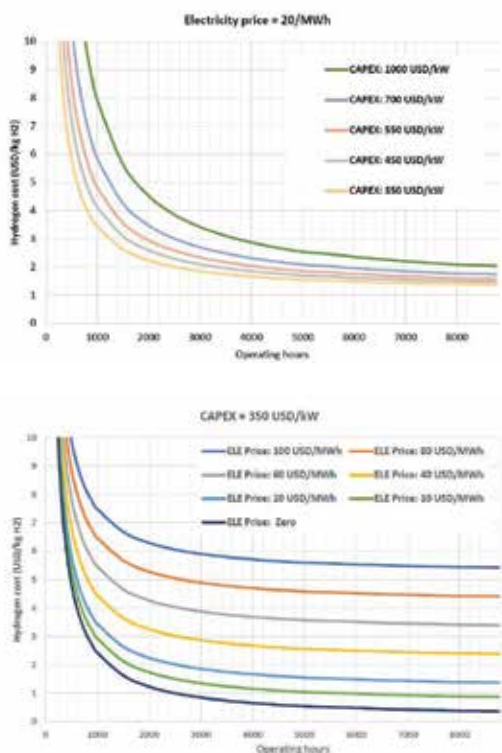 Electricity price = 20/MWh
10
9
8
7
6
5
4
3
2
1
0
Hydrogen cost (USD/kg H2)
CAPEX: 1000 USD/kW
CAPEX: 700 USD/kW
CAPEX: 550 USD/kW
CAPEX: 450 USD/kW
CAPEX: 350 USD/kW
0 1000 2000 3000 4000 5000 6000 7000 8000
Operating hours
CAPEX = 350 USD/kW
10
9
8
7
6
5
4
3
2
1
0
Hydrogen cost (USD/kg H2)
ELE Price: 100 USD/MWh ELE Price: 80 USD/MWh
ELE Price: 60 USD/MWh ELE Price: 40 USD/MWh
ELE Price: 20 USD/MWh ELE Price: 10 USD/MWh
ELE Price: Zero
0 1000 2000 3000 4000 5000 6000 7000 8000
Operating hours